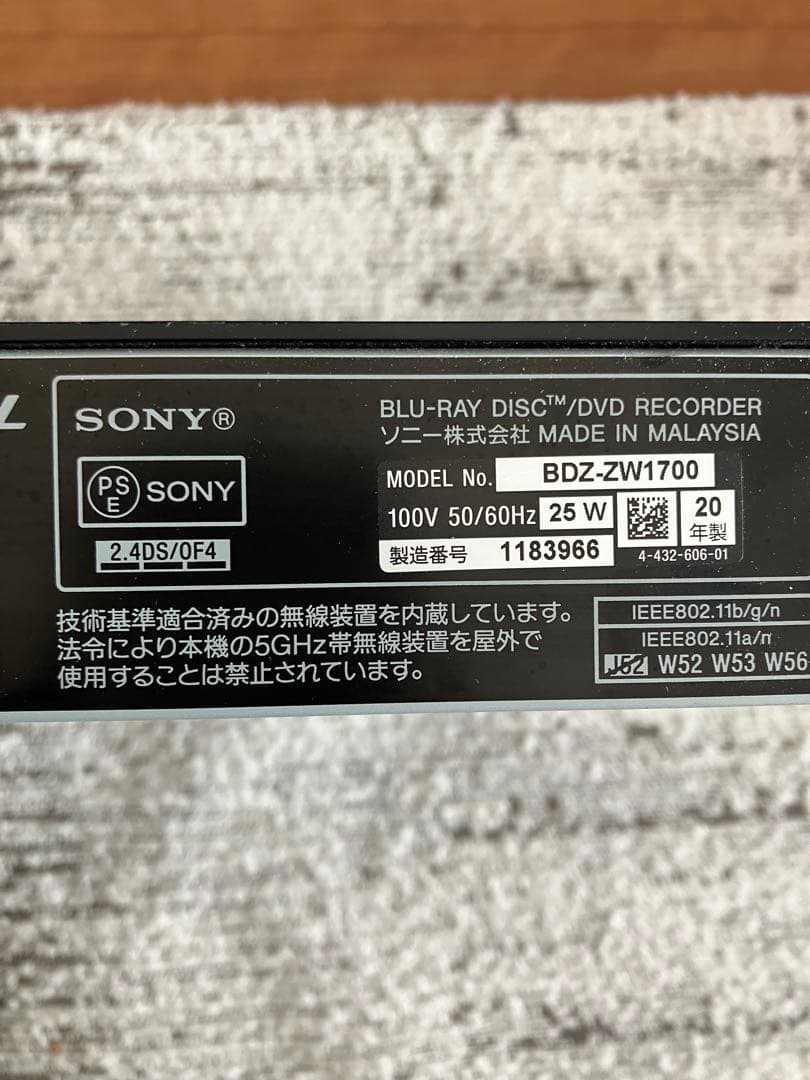 SONY®
BLU-RAY DISC™/DVD RECORDER
ソニー株式会社 MADE IN MALAYSIA
PSE SONY
MODEL No. BDZ-ZW1700
100V 50/60Hz 25 W
20
年製
2.4DS/OF4
製造番号 1183966
4-432-606-01
技術基準適合済みの無線装置を内蔵しています。
法令により本機の5GHz帯無線装置を屋外で
使用することは禁止されています。
IEEE802.11b/g/n
IEEE802.11a/n
J52 W52 W53 W56